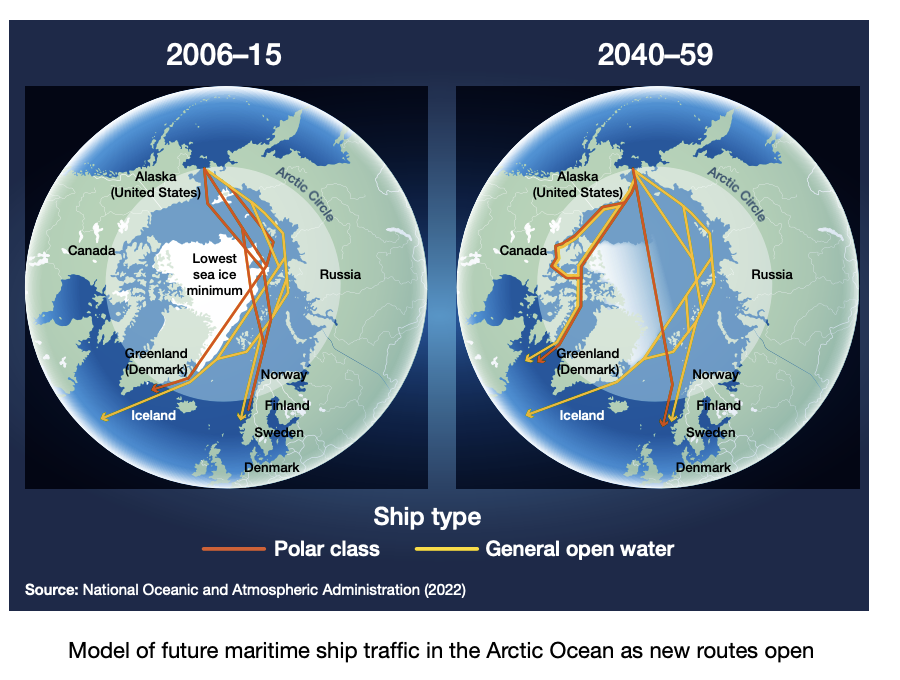 2006–15
2040–59
Alaska
(United States)
Arctic Circle
Canada
Lowest
sea ice
minimum
Russia
Greenland
(Denmark)
Norway
Iceland
Finland
Sweden
Denmark
Alaska
(United States)
Arctic Circle
Canada
Russia
Greenland
(Denmark)
Norway
Iceland
Finland
Sweden
Denmark
Ship type
Polar class
General open water
Source: National Oceanic and Atmospheric Administration (2022)
Model of future maritime ship traffic in the Arctic Ocean as new routes open